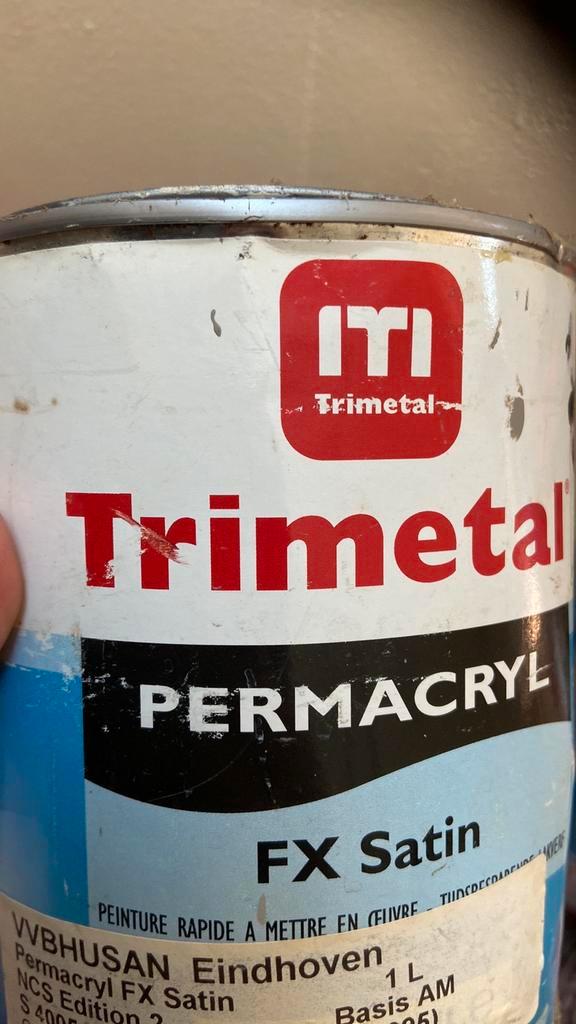 Trimetal
Trimetal®
PERMACRYL
FX Satin
PEINTURE RAPIDE A METTRE EN ŒUVRE - TIJDSBESPARENDE
VVBHUSAN Eindhoven
Permacryl FX Satin 1 L
NCS Edition 2 Basis AM